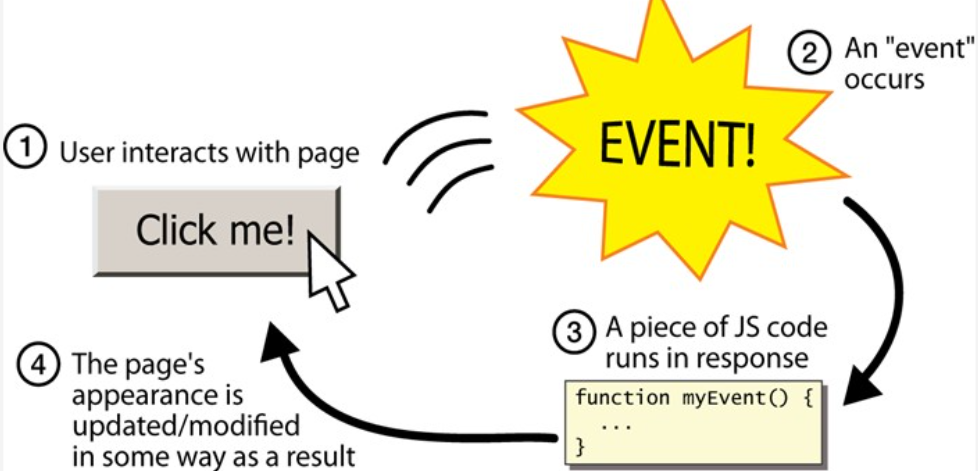 1 User interacts with page
Click me!
EVENT!
2 An "event"
occurs
3 A piece of JS code
runs in response
function myEvent() {
...
}
4 The page's
appearance is
updated/modified
in some way as a result